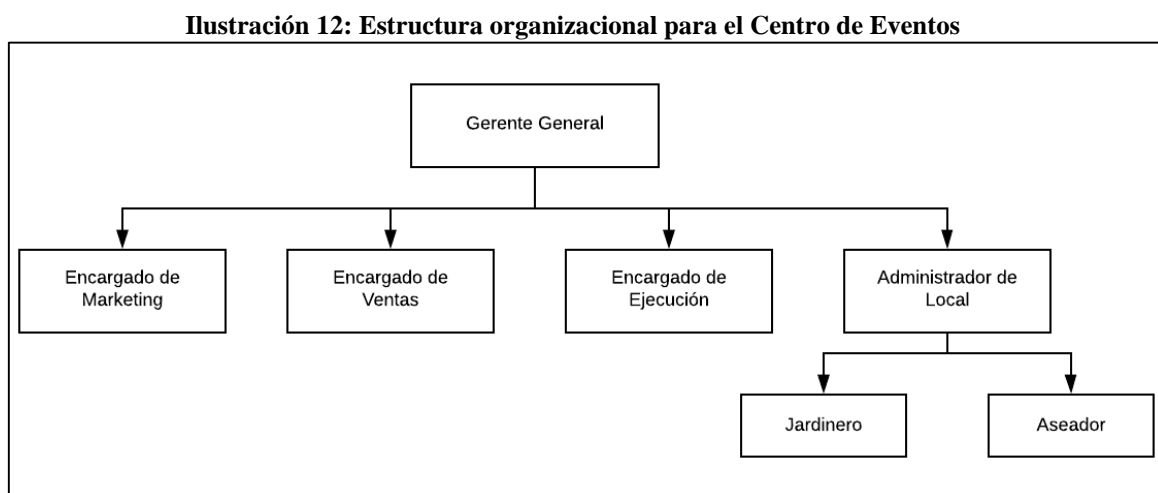 Ilustración 12: Estructura organizacional para el Centro de Eventos
Gerente General
Encargado de
Marketing
Encargado de
Ventas
Encargado de
Ejecución
Administrador de
Local
Jardinero
Aseador